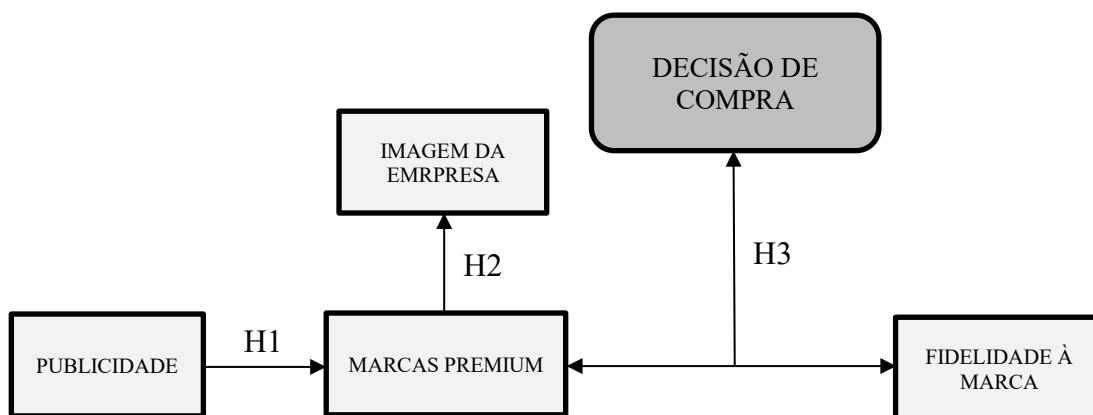 DECISÃO DE
COMPRA
IMAGEM DA
EMRPRESA
H2
H3
PUBLICIDADE
H1
MARCAS PREMIUM
FIDELIDADE À
MARCA